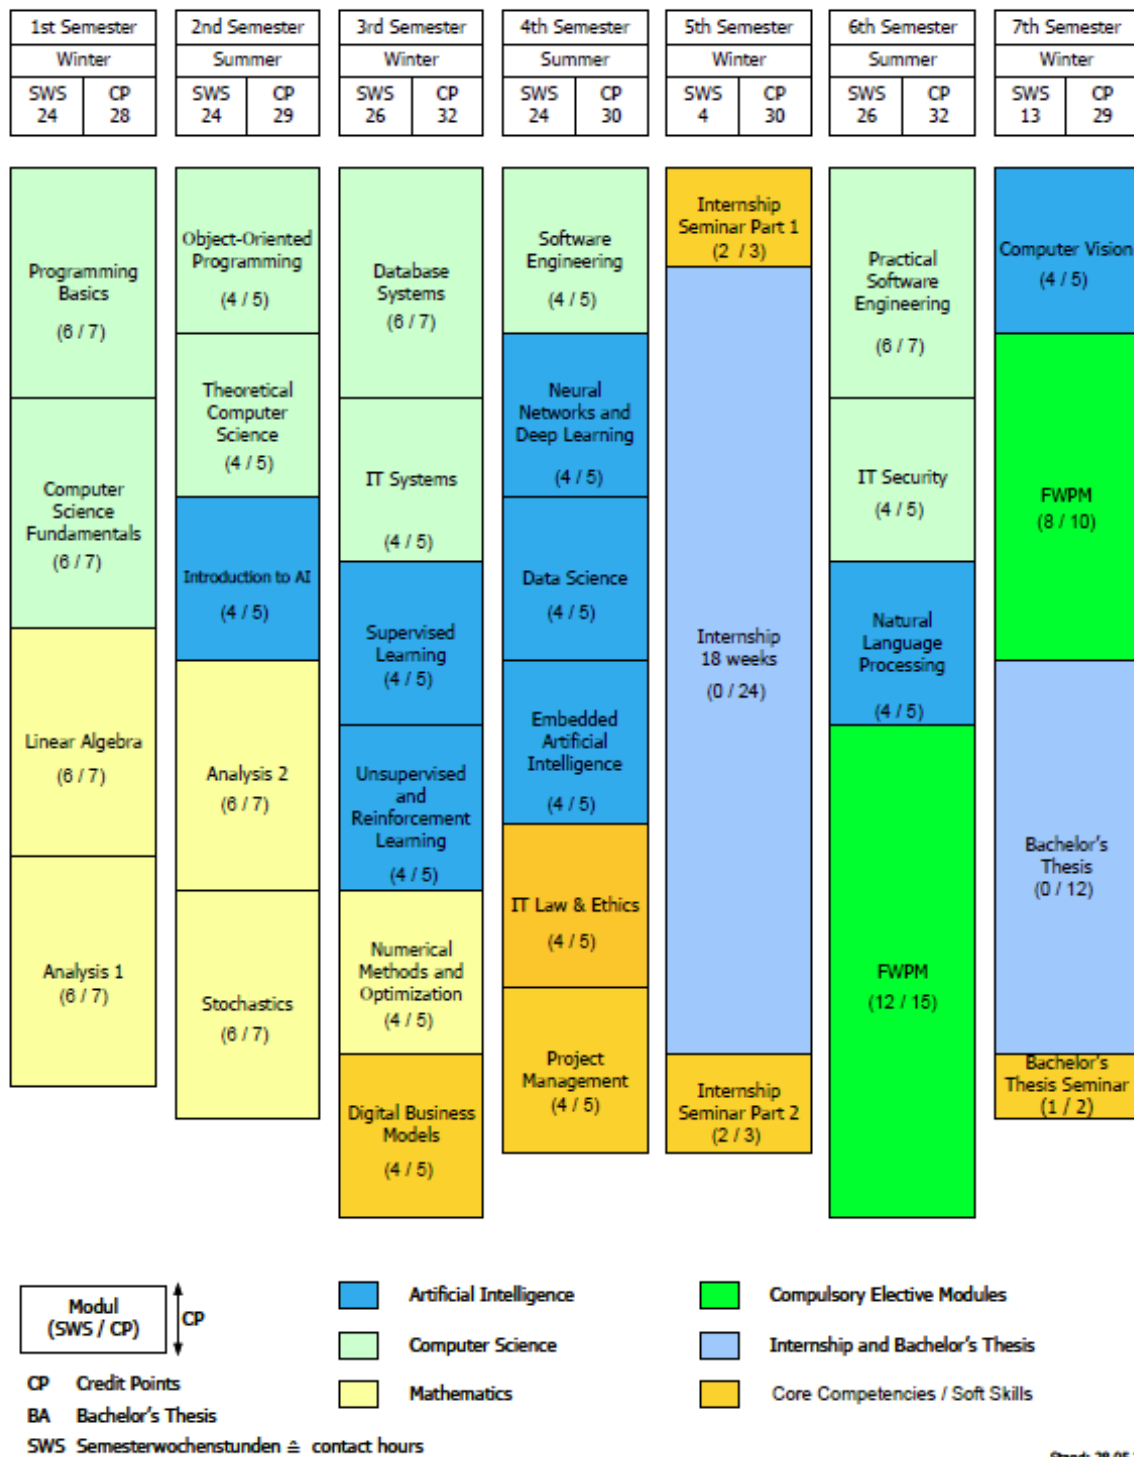 1st Semester
Winter
SWS CP
24 28
Programming
Basics
(6 / 7)
Computer
Science
Fundamentals
(6 / 7)
Linear Algebra
(6 / 7)
Analysis 1
(6 / 7)
2nd Semester
Summer
SWS CP
24 29
Object-Oriented
Programming
(4 / 5)
Theoretical
Computer
Science
(4 / 5)
Introduction to AI
(4 / 5)
Analysis 2
(6 / 7)
Stochastics
(6 / 7)
3rd Semester
Winter
SWS CP
26 32
Database
Systems
(6 / 7)
IT Systems
(4 / 5)
Supervised
Learning
(4 / 5)
Unsupervised
and
Reinforcement
Learning
(4 / 5)
Numerical
Methods and
Optimization
(4 / 5)
Digital Business
Models
(4 / 5)
4th Semester
Summer
SWS CP
24 30
Software
Engineering
(4 / 5)
Neural
Networks and
Deep Learning
(4 / 5)
Data Science
(4 / 5)
Embedded
Artificial
Intelligence
(4 / 5)
IT Law & Ethics
(4 / 5)
Project
Management
(4 / 5)
5th Semester
Winter
SWS CP
4 30
Internship
Seminar Part 1
(2 / 3)
Internship
18 weeks
(0 / 24)
Internship
Seminar Part 2
(2 / 3)
6th Semester
Summer
SWS CP
26 32
Practical
Software
Engineering
(6 / 7)
IT Security
(4 / 5)
Natural
Language
Processing
(4 / 5)
FWPM
(12 / 15)
7th Semester
Winter
SWS CP
13 29
Computer Vision
(4 / 5)
FWPM
(8 / 10)
Bachelor's
Thesis
(0 / 12)
Bachelor's
Thesis Seminar
(1 / 2)
Modul
(SWS / CP)
CP
CP Credit Points
BA Bachelor's Thesis
SWS Semesterwochenstunden ≙ contact hours
Artificial Intelligence
Computer Science
Mathematics
Compulsory Elective Modules
Internship and Bachelor's Thesis
Core Competencies / Soft Skills